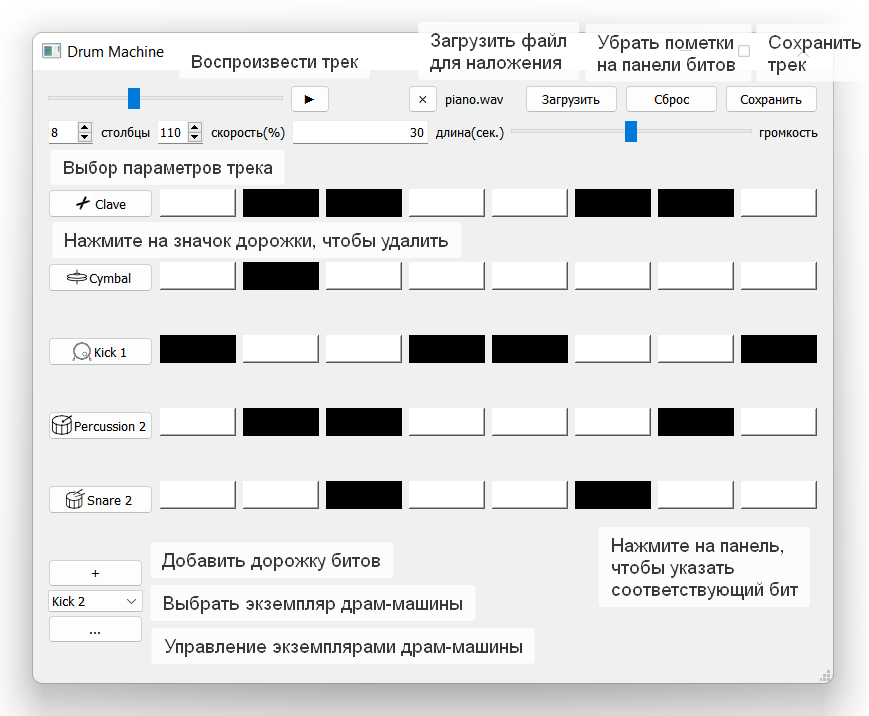 Drum Machine
Воспроизвести трек
Загрузить файл
для наложения
Убрать пометки
на панели битов
Сохранить
трек
piano.wav
Загрузить
Сброс
Сохранить
8 столбцы 110 скорость(%) 30 длина(сек.) громкость
Выбор параметров трека
Clave
Нажмите на значок дорожки, чтобы удалить
Cymbal
Kick 1
Percussion 2
Snare 2
Нажмите на панель,
чтобы указать
соответствующий бит
+
Добавить дорожку битов
Kick 2
Выбрать экземпляр драм-машины
...
Управление экземплярами драм-машины